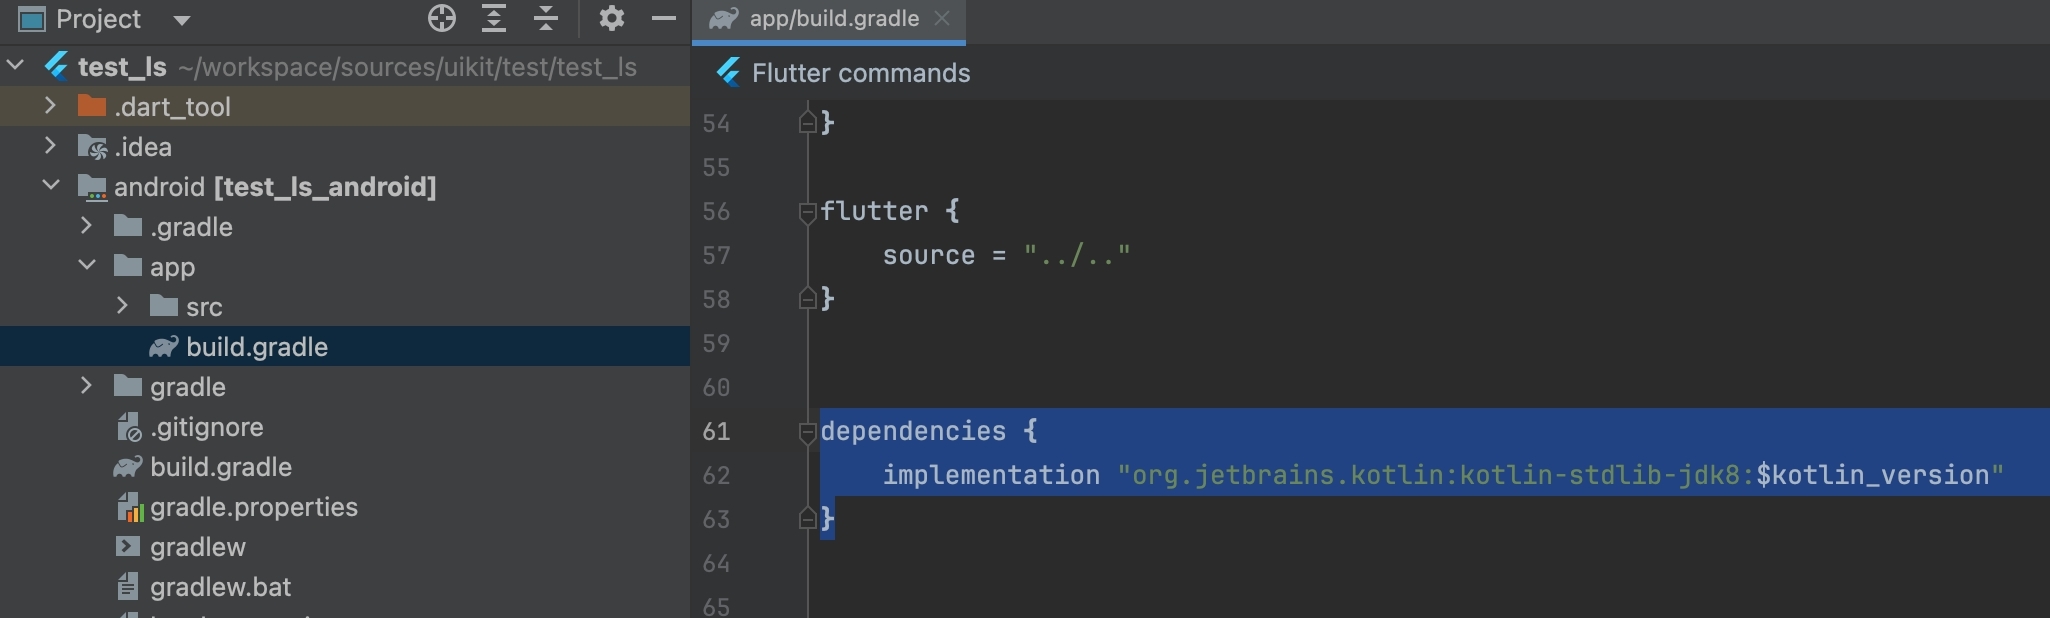 Project
test_ls ~/workspace/sources/uikit/test/test_ls
.dart_tool
.idea
android [test_ls_android]
.gradle
app
src
build.gradle
gradle
.gitignore
build.gradle
gradle.properties
gradlew
gradlew.bat
app/build.gradle
Flutter commands
54 }
55
56 flutter {
57 source = "../.."
58 }
59
60
61 dependencies {
62 implementation "org.jetbrains.kotlin:kotlin-stdlib-jdk8:$kotlin_version"
63 }
64
65